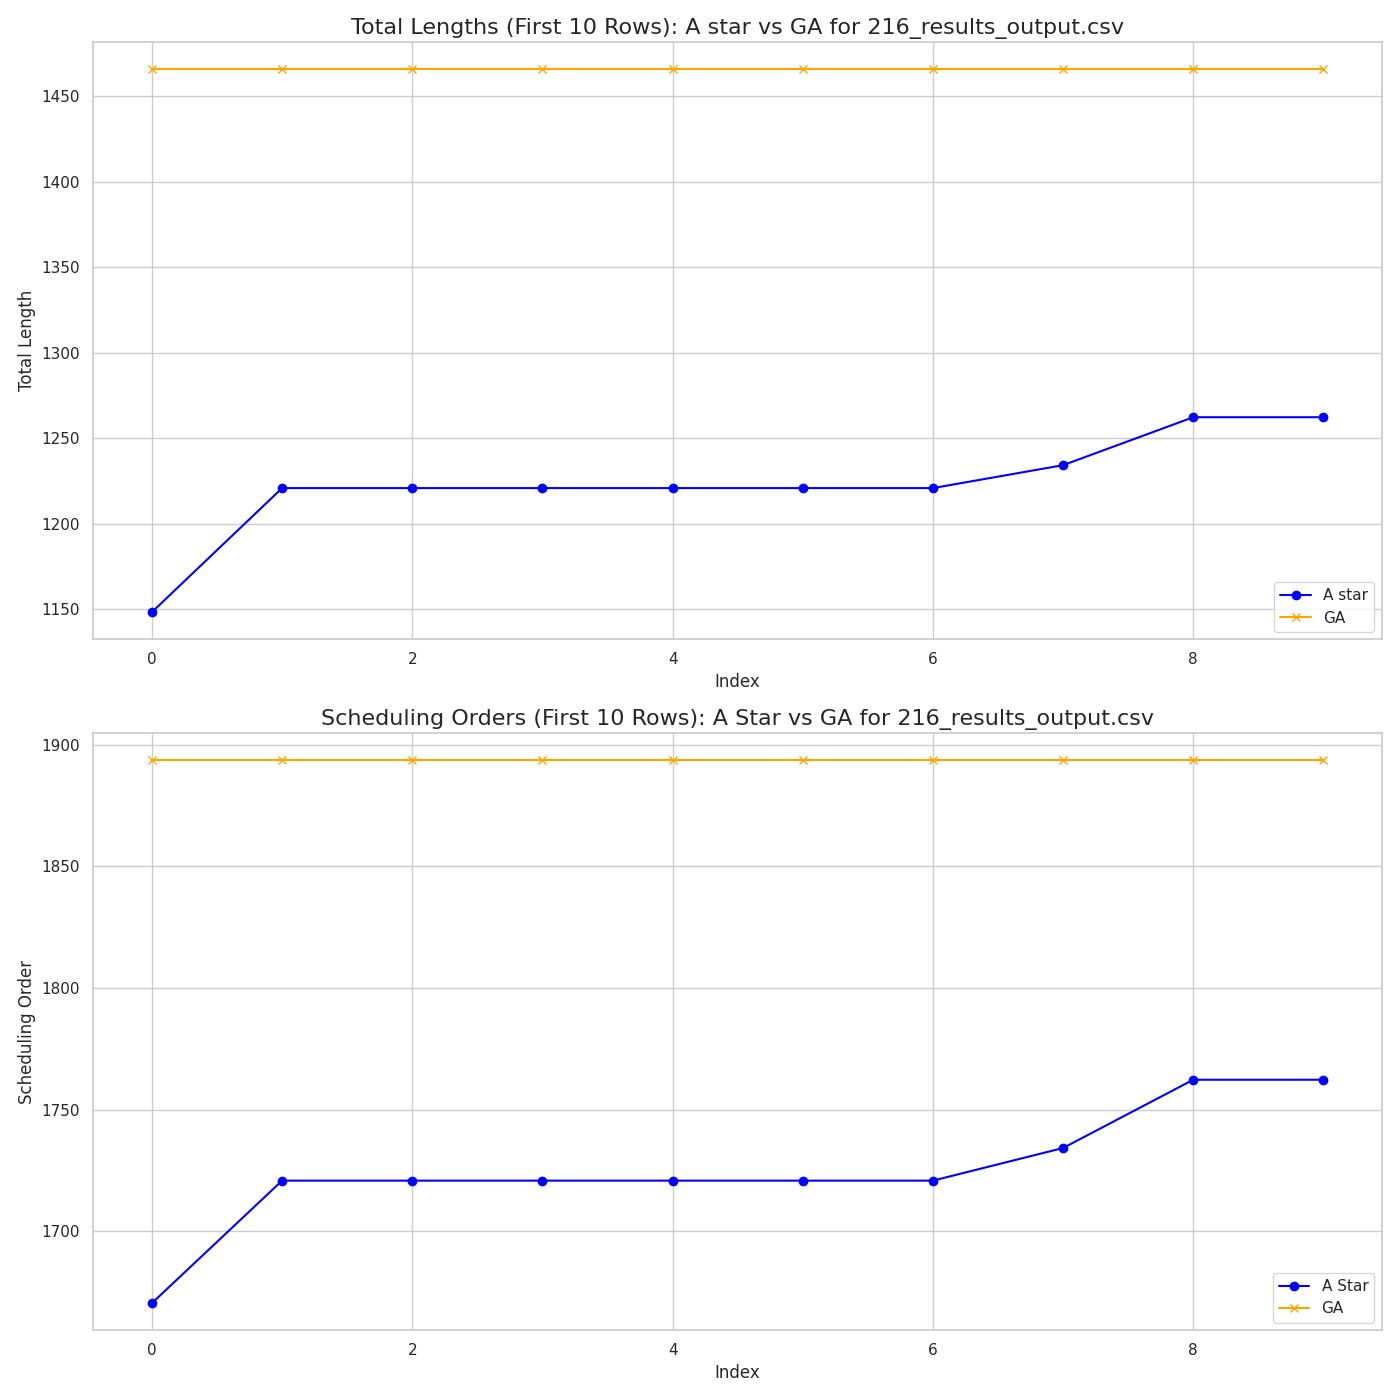 Total Lengths (First 10 Rows): A star vs GA for 216_results_output.csv
1450
1400
1350
1300
1250
1200
1150
Total Length
A star
GA
0 2 4 6 8
Index
Scheduling Orders (First 10 Rows): A Star vs GA for 216_results_output.csv
1900
1850
1800
1750
1700
Scheduling Order
A Star
GA
0 2 4 6 8
Index